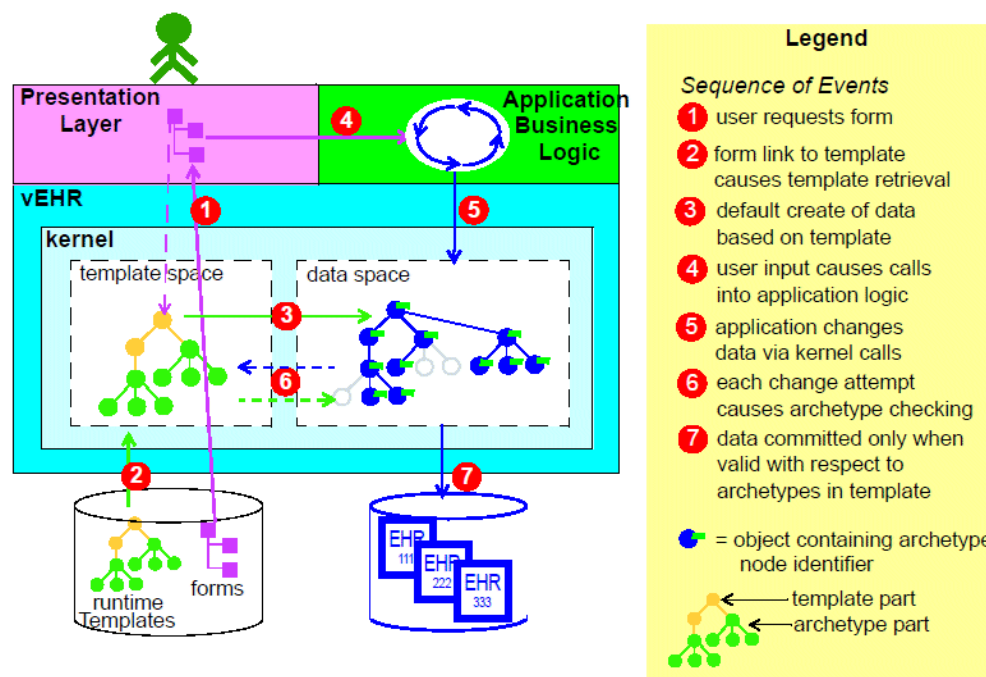 Presentation
Layer
4
Application
Business
Logic
vEHR
1
5
kernel
template space
data space
3
6
2
7
runtime
Templates
forms
EHR
111
EHR
222
EHR
333
Legend
Sequence of Events
1 user requests form
2 form link to template
causes template retrieval
3 default create of data
based on template
4 user input causes calls
into application logic
5 application changes
data via kernel calls
6 each change attempt
causes archetype checking
7 data committed only when
valid with respect to
archetypes in template
= object containing archetype
node identifier
template part
archetype part